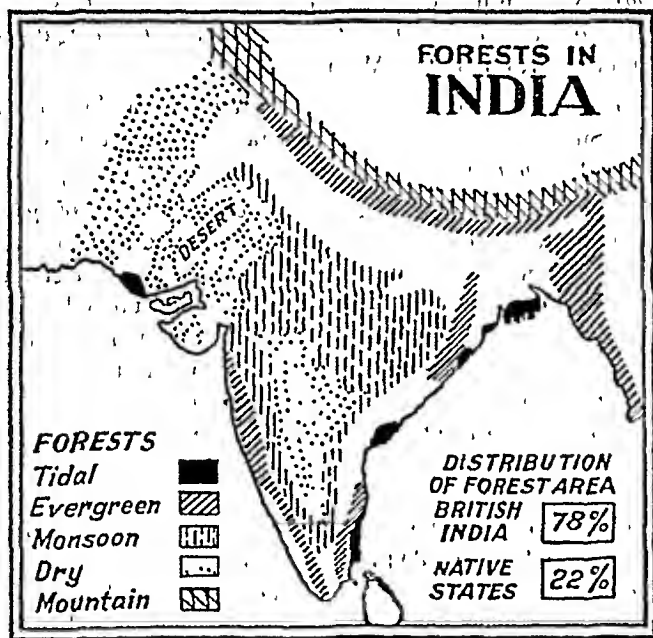 FORESTS IN
INDIA
DESERT
FORESTS
Tidal
Evergreen
Monsoon
Dry
Mountain
DISTRIBUTION
OF FOREST AREA
BRITISH
INDIA
78%
NATIVE
STATES
22%